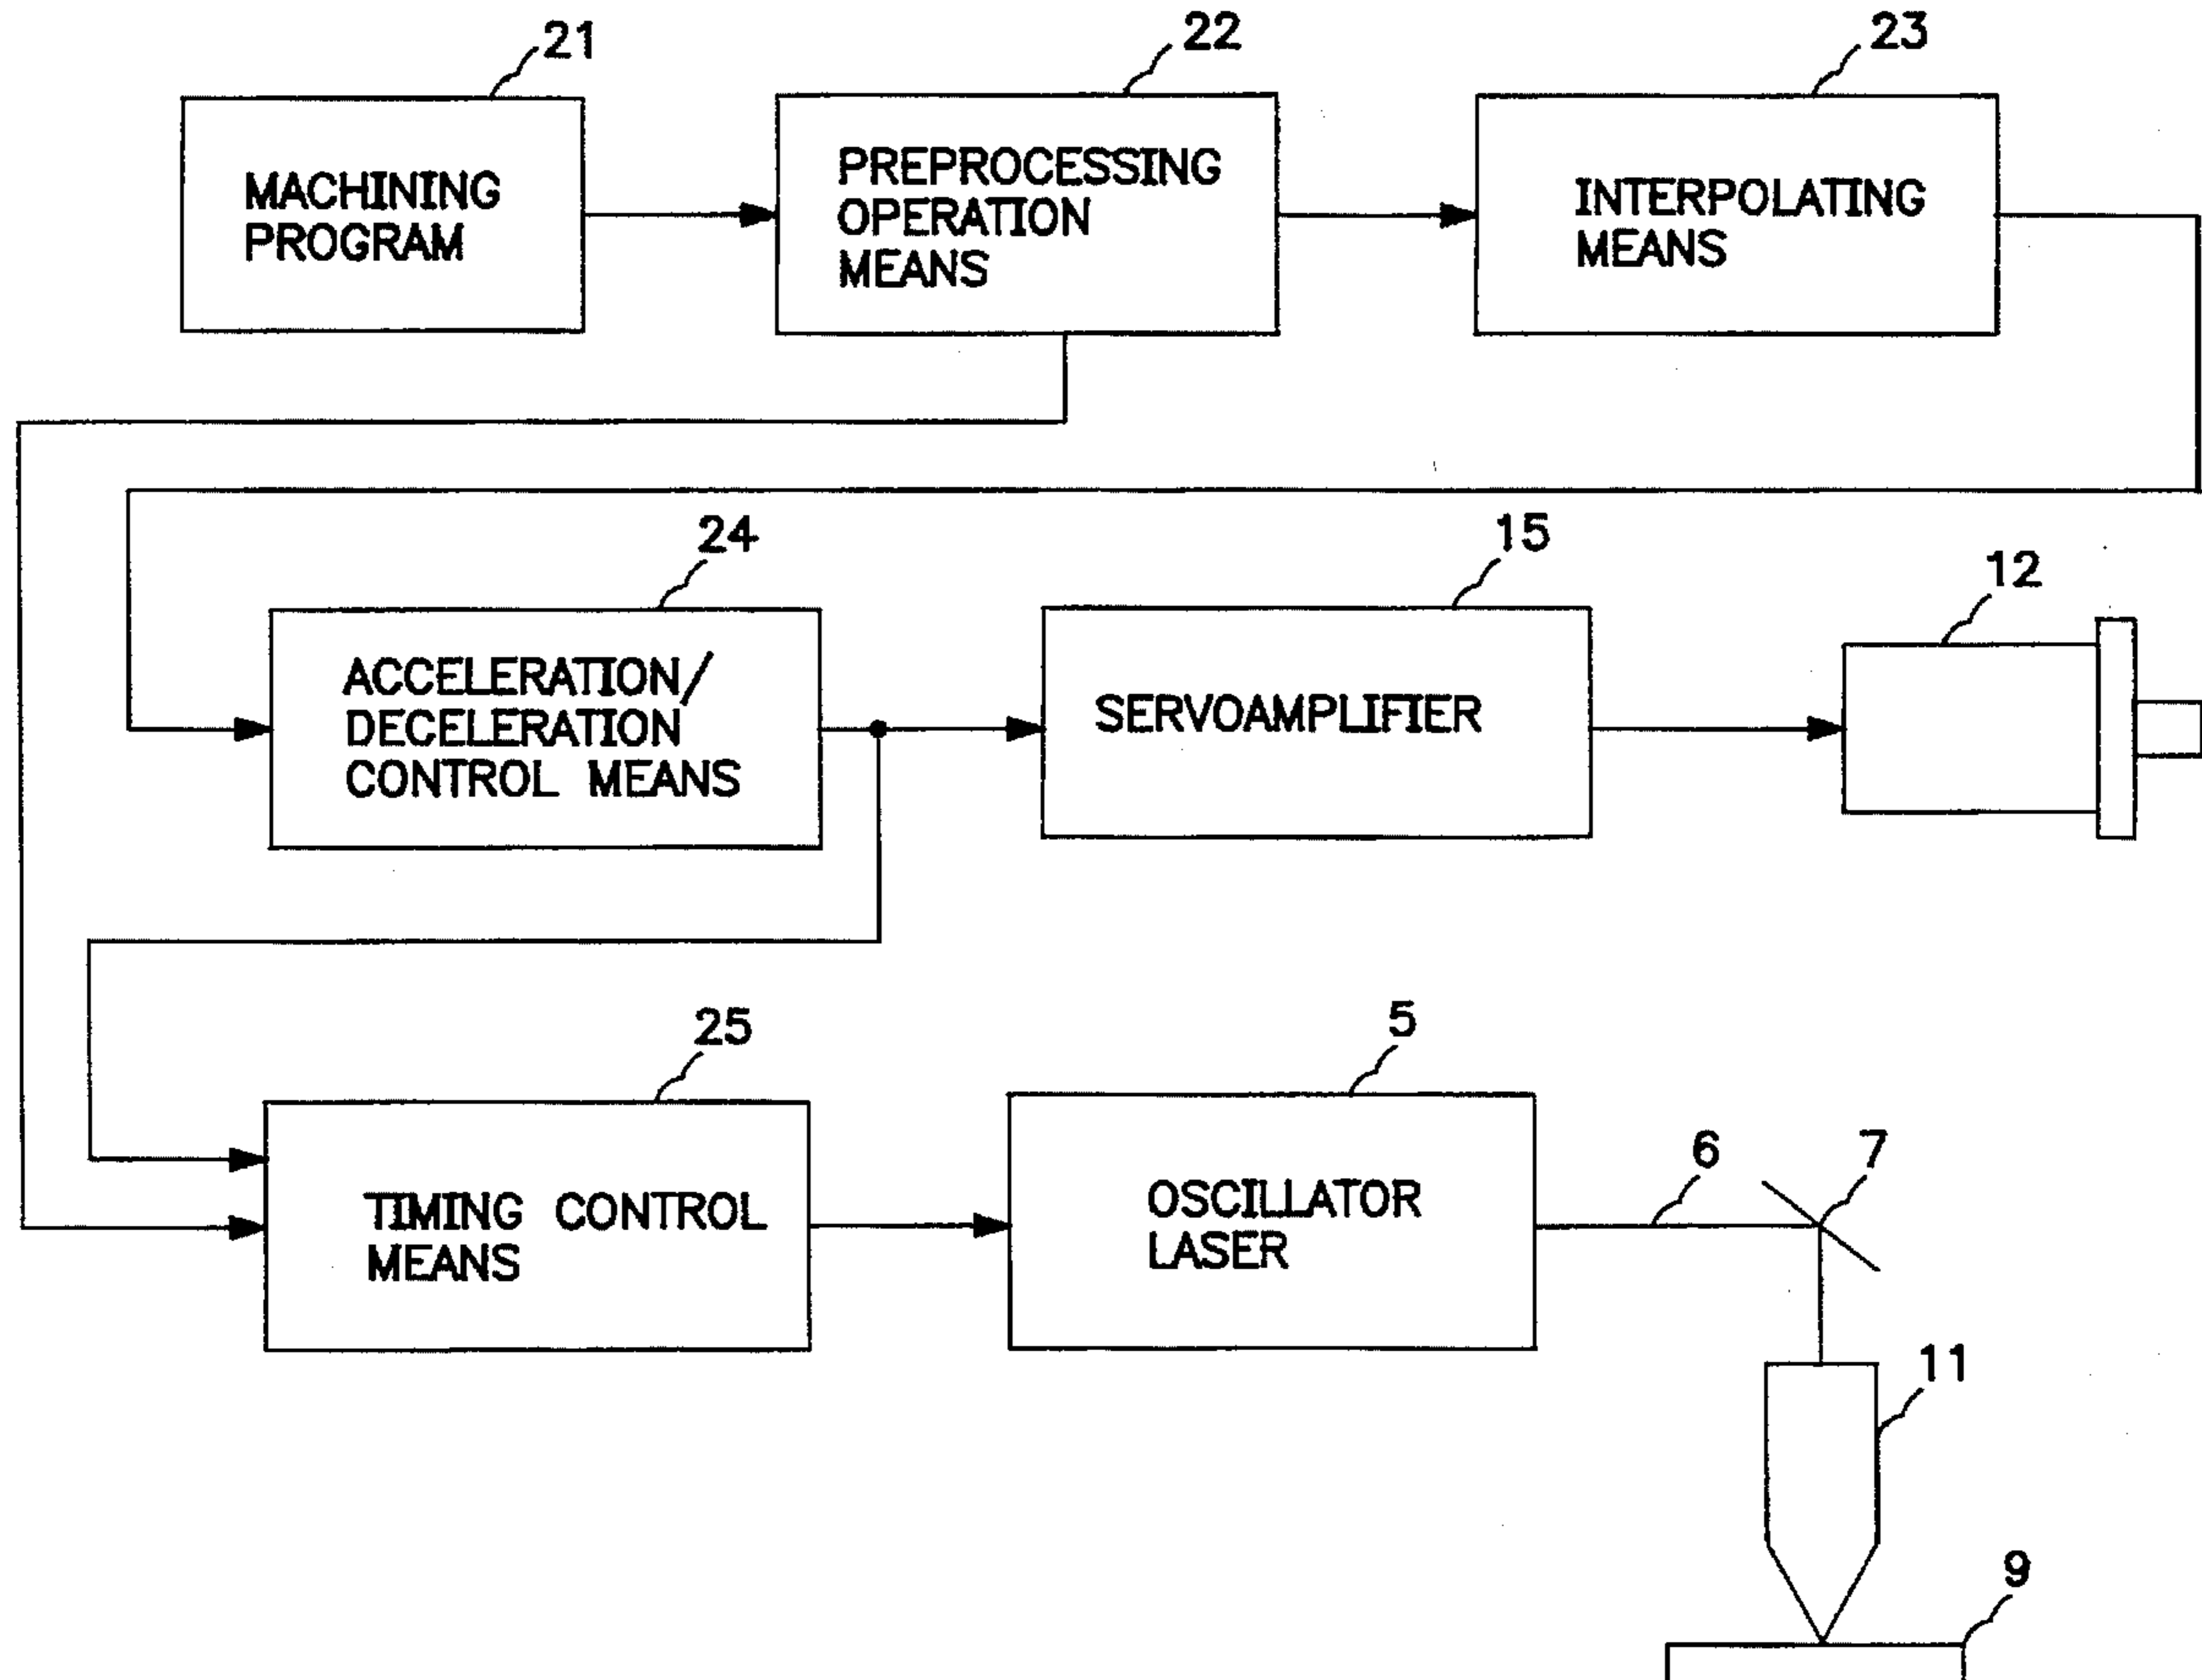 21
22
23
MACHINING
PROGRAM
PREPROCESSING
OPERATION
MEANS
INTERPOLATING
MEANS
24
15
12
ACCELERATION/
DECELERATION
CONTROL MEANS
SERVOAMPLIFIER
25
5
6
7
TIMING CONTROL
MEANS
OSCILLATOR
LASER
11
9